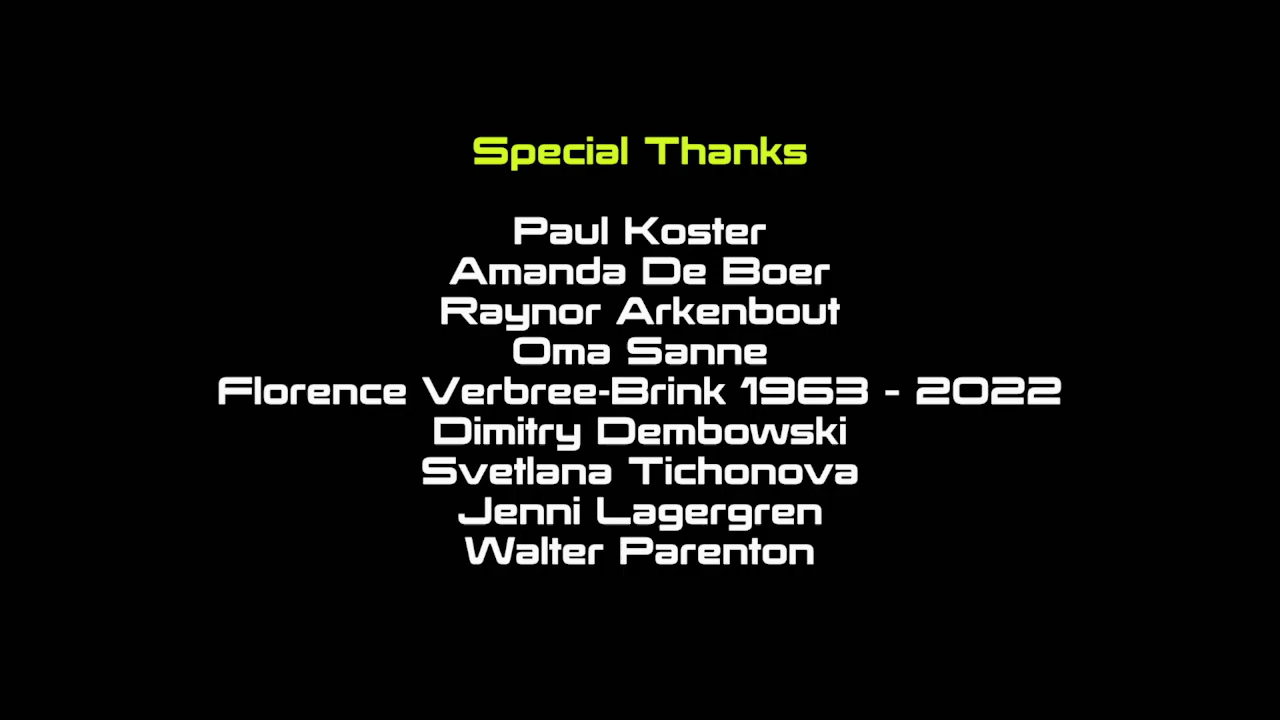 Special Thanks
Paul Koster
Amanda De Boer
Raynor Arkenbout
Oma Sanne
Florence Verbree-Brink 1963 - 2022
Dimitry Dembowski
Svetlana Tichonova
Jenni Lagergren
Walter Parenton